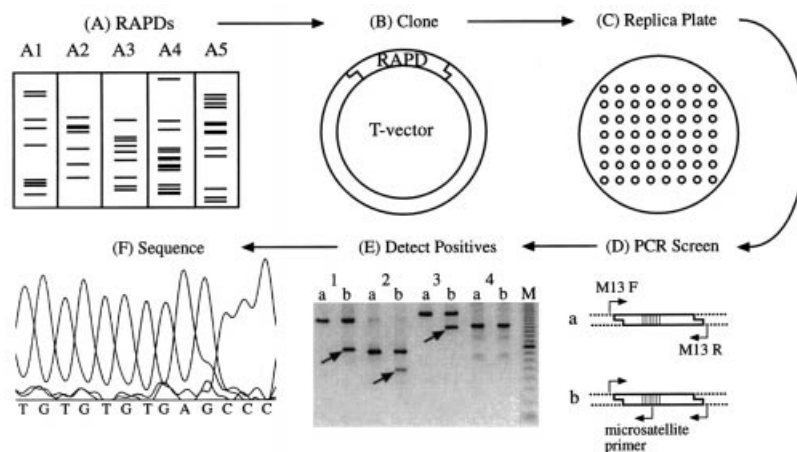 (A) RAPDs
(B) Clone
(C) Replica Plate
A1 A2 A3 A4 A5
RAPD
T-vector
(F) Sequence
(E) Detect Positives
(D) PCR Screen
1 2 3 4
a b a b a b a b M
T G T G T G T G A G C C C
M13 F
a
M13 R
b
microsatellite
primer